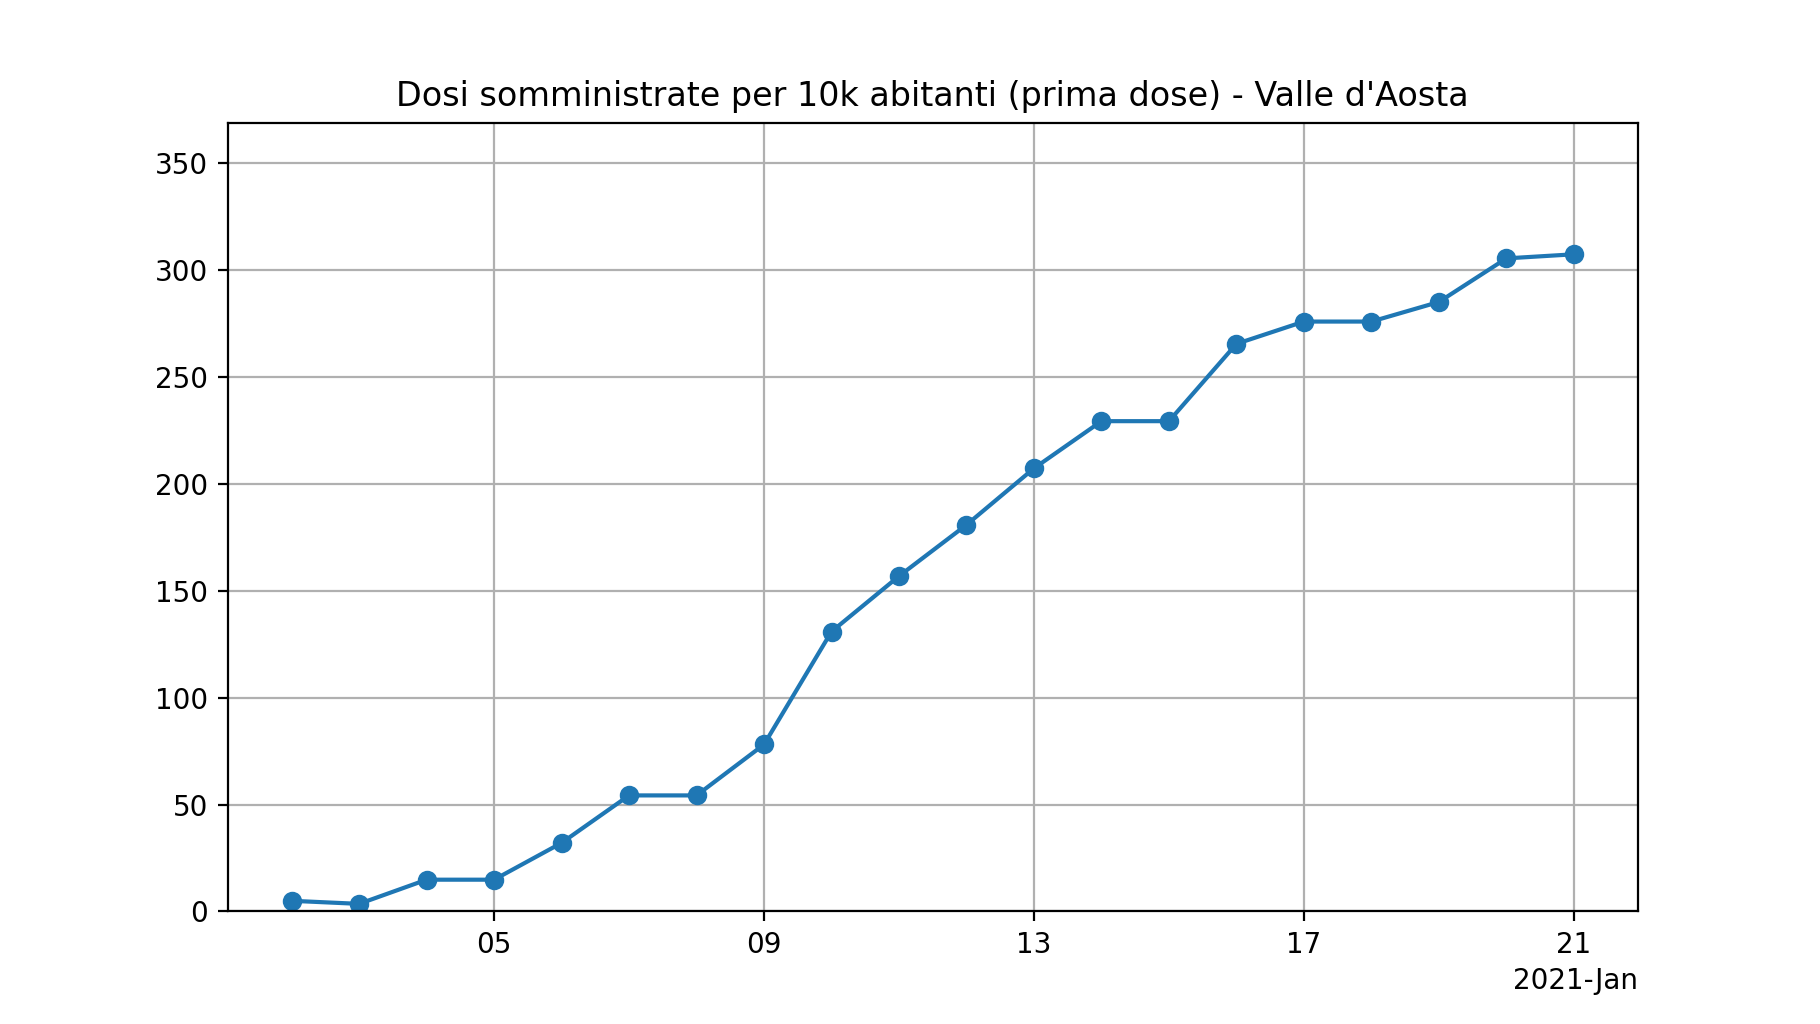 Dosi somministrate per 10k abitanti (prima dose) - Valle d'Aosta
350
300
250
200
150
100
50
0
05 09 13 17 21
2021-Jan